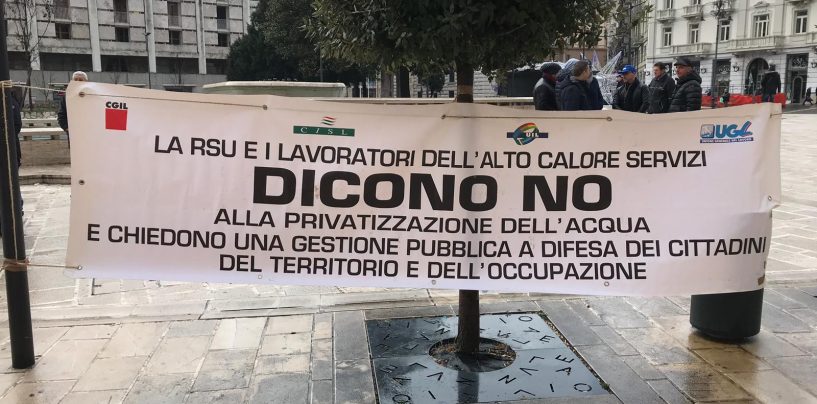 CGIL
CISL
UIL
UGL
LA RSU E I LAVORATORI DELL'ALTO CALORE SERVIZI
DICONO NO
ALLA PRIVATIZZAZIONE DELL'ACQUA
E CHIEDONO UNA GESTIONE PUBBLICA A DIFESA DEI CITTADINI
DEL TERRITORIO E DELL'OCCUPAZIONE